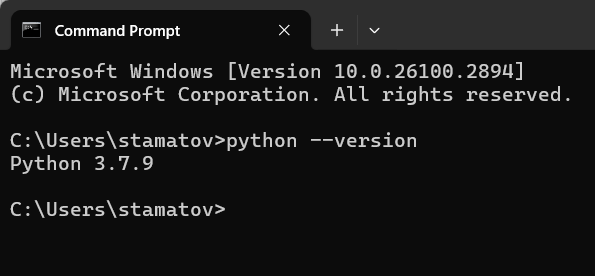 Command Prompt
Microsoft Windows [Version 10.0.26100.2894]
(c) Microsoft Corporation. All rights reserved.
C:\Users\stamatov>python --version
Python 3.7.9
C:\Users\stamatov>